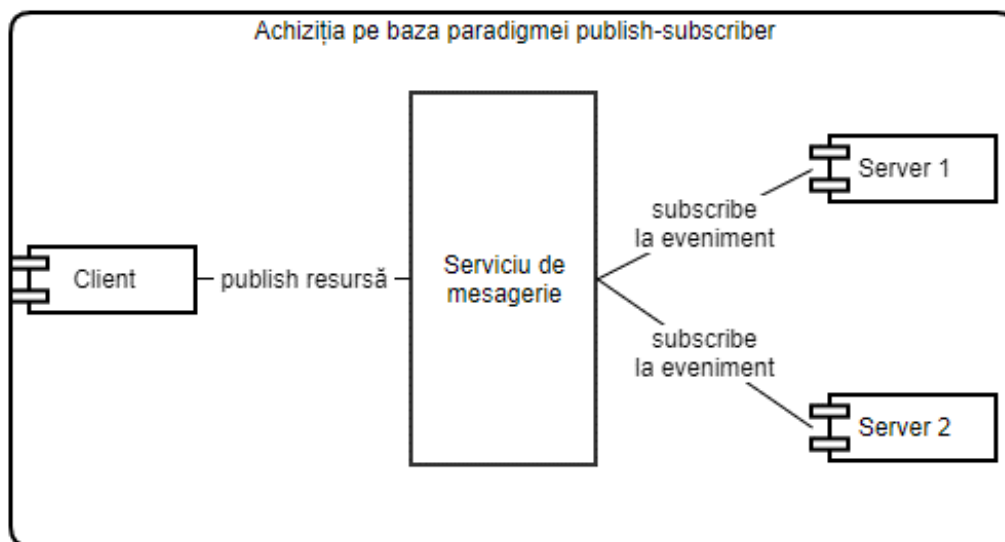 Achiziția pe baza paradigmei publish-subscriber
Server 1
subscribe
la eveniment
Client
publish resursă
Serviciu de
mesagerie
subscribe
la eveniment
Server 2